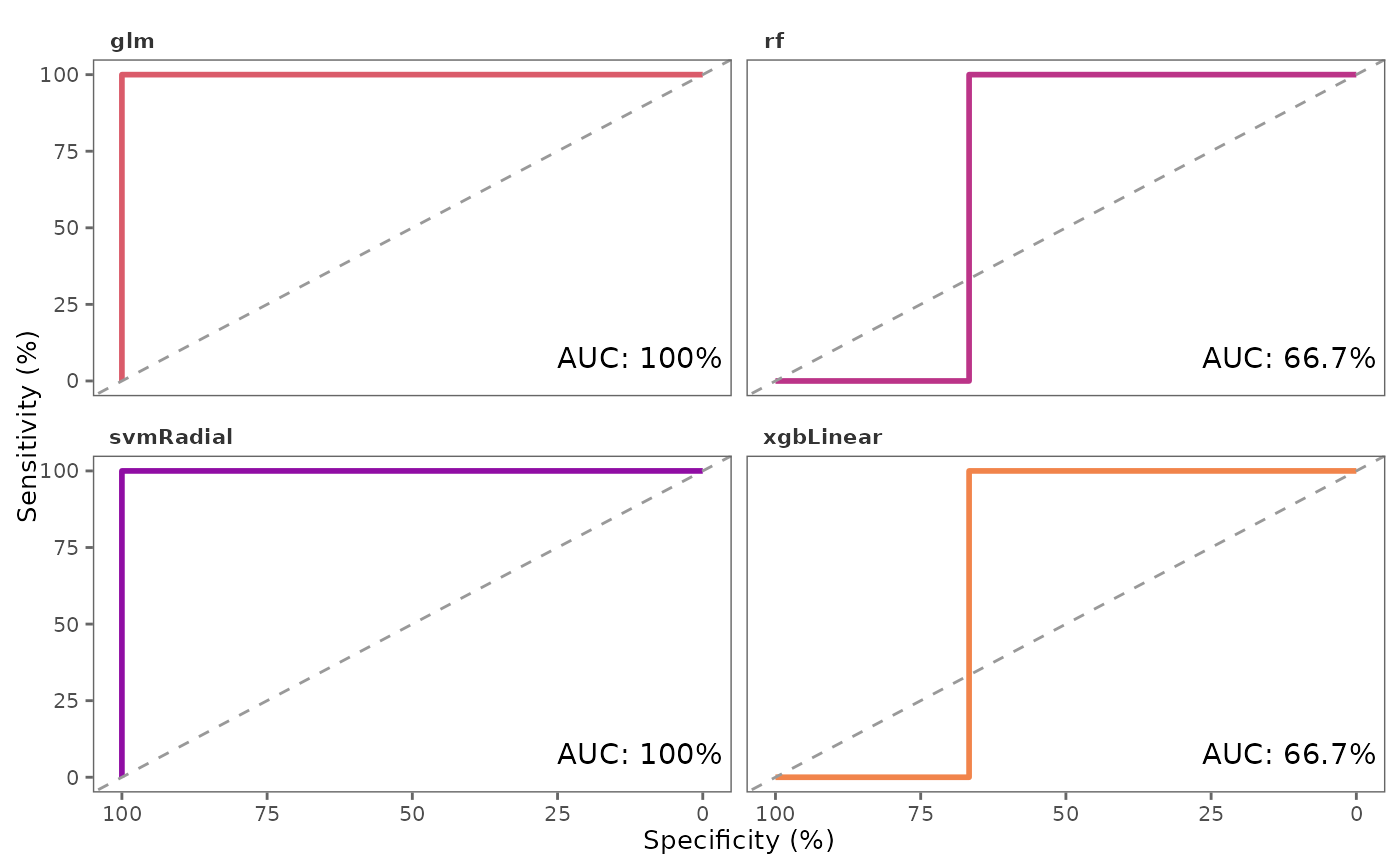 glm
rf
100
75
50
25
0
AUC: 100%
AUC: 66.7%
Sensitivity (%)
svmRadial
xgbLinear
100
75
50
25
0
AUC: 100%
AUC: 66.7%
100 75 50 25 0
100 75 50 25 0
Specificity (%)